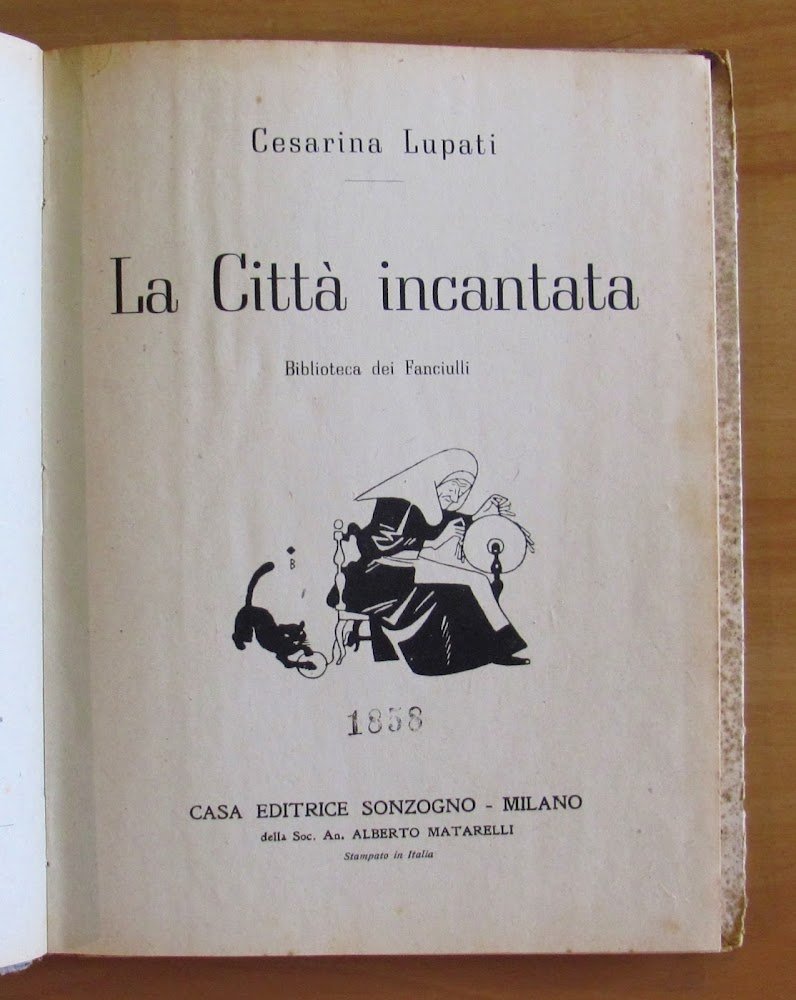 Cesarina Lupati
La Città incantata
Biblioteca dei Fanciulli
B
1858
CASA EDITRICE SONZOGNO - MILANO
della Soc. An. ALBERTO MATARELLI
Stampato in Italia